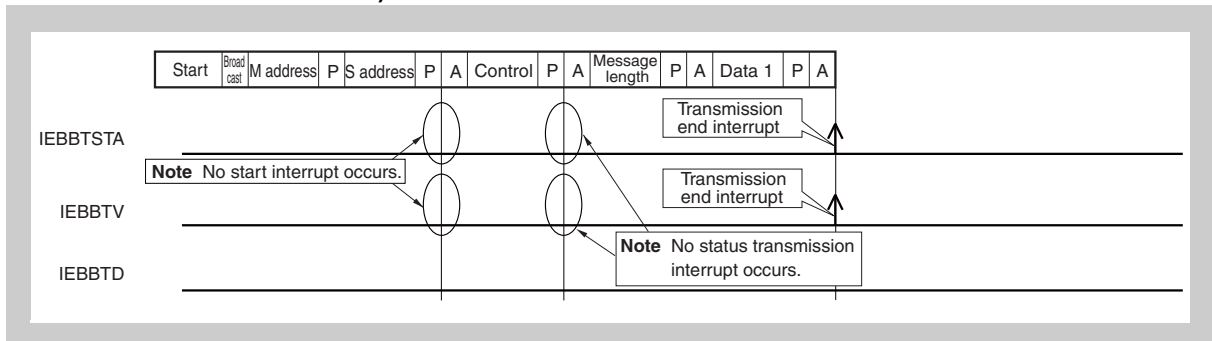 Start Broad cast M address P S address P A Control P A Message length P A Data 1 P A
Transmission
end interrupt
IEBBTSTA
Note No start interrupt occurs.
Transmission
end interrupt
IEBBTV
Note No status transmission
interrupt occurs.
IEBBTD